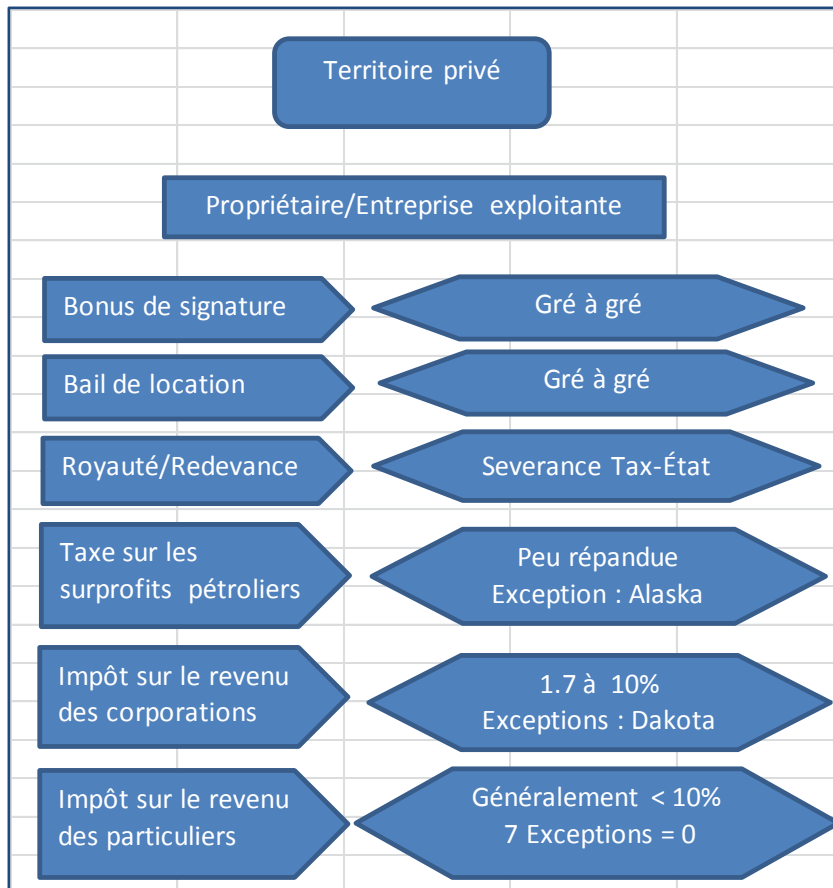 Territoire privé
Propriétaire/Entreprise exploitante
Bonus de signature
Gré à gré
Bail de location
Gré à gré
Royauté/Redevance
Severance Tax-État
Taxe sur les
surprofits pétroliers
Peu répandue
Exception : Alaska
Impôt sur le revenu
des corporations
1.7 à 10%
Exceptions : Dakota
Impôt sur le revenu
des particuliers
Généralement < 10%
7 Exceptions = 0